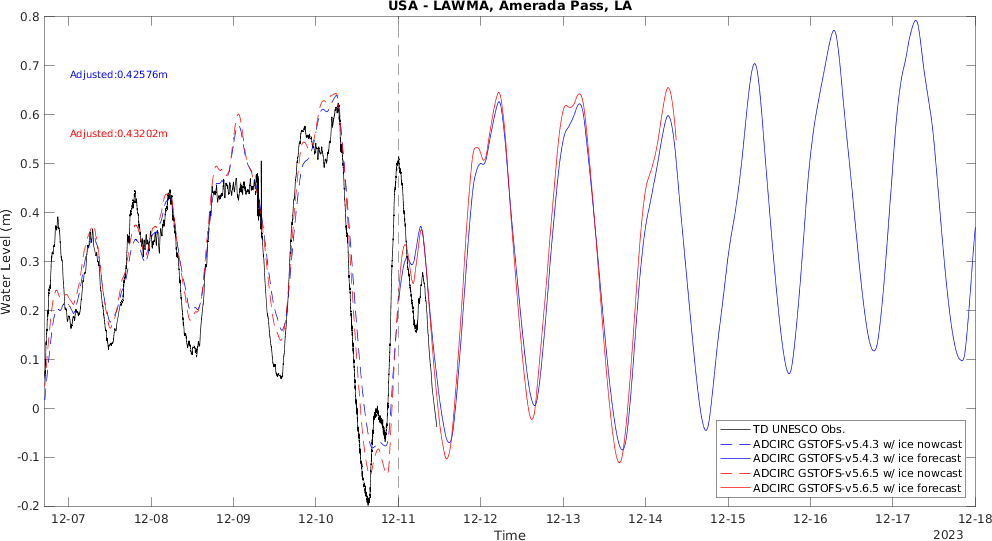 USA - LAWMA, Amerada Pass, LA
0.8
0.7
0.6
0.5
0.4
0.3
0.2
0.1
0
-0.1
-0.2
Water Level (m)
Adjusted:0.42576m
Adjusted:0.43202m
TD UNESCO Obs.
ADCIRC GSTOFS-v5.4.3 w/ ice nowcast
ADCIRC GSTOFS-v5.4.3 w/ ice forecast
ADCIRC GSTOFS-v5.6.5 w/ ice nowcast
ADCIRC GSTOFS-v5.6.5 w/ ice forecast
12-07 12-08 12-09 12-10 12-11 12-12 12-13 12-14 12-15 12-16 12-17 12-18
Time
2023